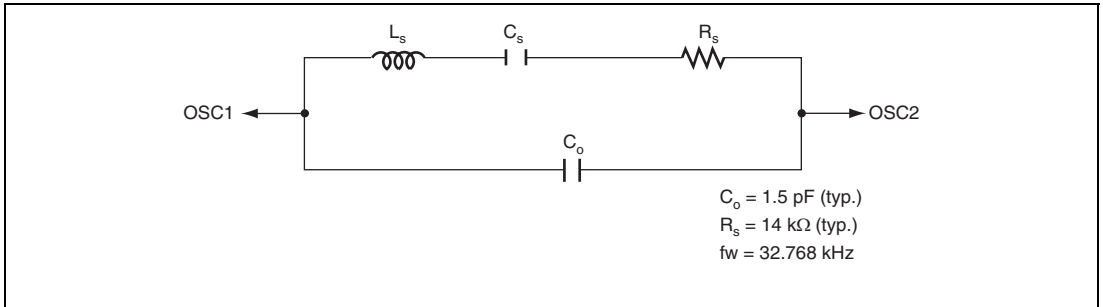 Ls Cs Rs
OSC1 OSC2
Co
Co = 1.5 pF (typ.)
Rs = 14 kΩ (typ.)
fw = 32.768 kHz